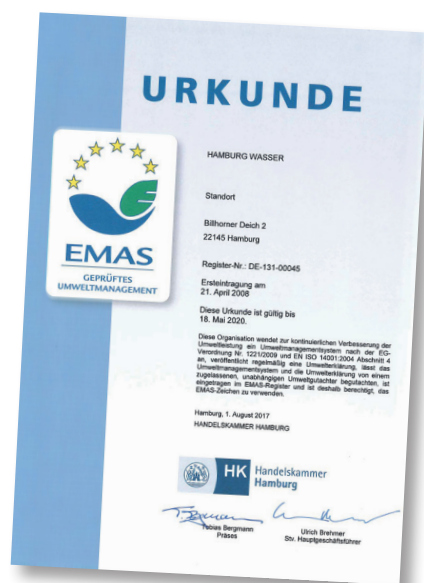 URKUNDE
HAMBURG WASSER
Standort
Billhorner Deich 2
22145 Hamburg
EMAS
GEPRÜFTES
UMWELTMANAGEMENT
Register-Nr.: DE-131-00045
Ersteintragung am
21. April 2008
Diese Urkunde ist gültig bis
18. Mai 2020.
Diese Organisation wendet zur kontinuierlichen Verbesserung der
Umweltleistung ein Umweltmanagementsystem nach der EG-
Verordnung Nr. 1221/2009 und EN ISO 14001:2004 Abschnitt 4
an, veröffentlicht regelmäßig eine Umwelterklärung, lässt das
Umweltmanagementsystem und die Umwelterklärung von einem
zugelassenen, unabhängigen Umweltgutachter begutachten, ist
eingetragen im EMAS-Register und ist deshalb berechtigt, das
EMAS-Zeichen zu verwenden.
Hamburg, 1. August 2017
HANDELSKAMMER HAMBURG
HK Handelskammer
Hamburg
Tobias Bergmann
Präses
Ulrich Brehmer
Stv. Hauptgeschäftsführer